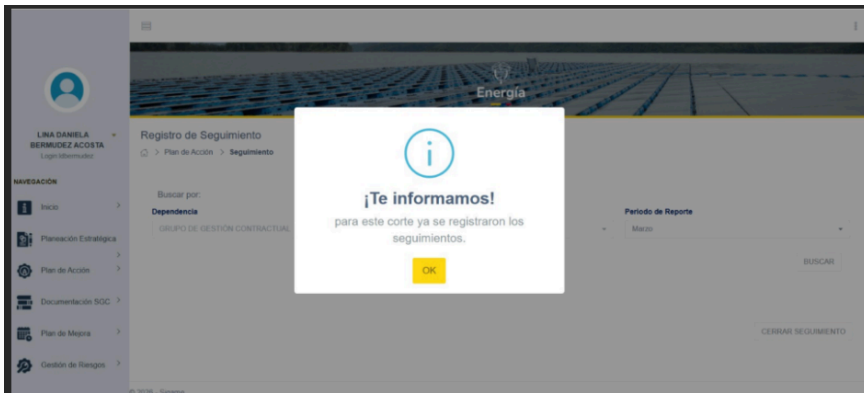 Energía
LINA DANIELA
BERMUDEZ ACOSTA
Login ldbermudez
NAVEGACIÓN
Inicio
Planeación Estratégica
Plan de Acción
Documentación SGC
Plan de Mejora
Gestión de Riesgos
Registro de Seguimiento
> Plan de Acción > Seguimiento
Buscar por:
Dependencia
GRUPO DE GESTIÓN CONTRACTUAL
Periodo de Reporte
Marzo
BUSCAR
CERRAR SEGUIMIENTO
¡Te informamos!
para este corte ya se registraron los
seguimientos.
OK